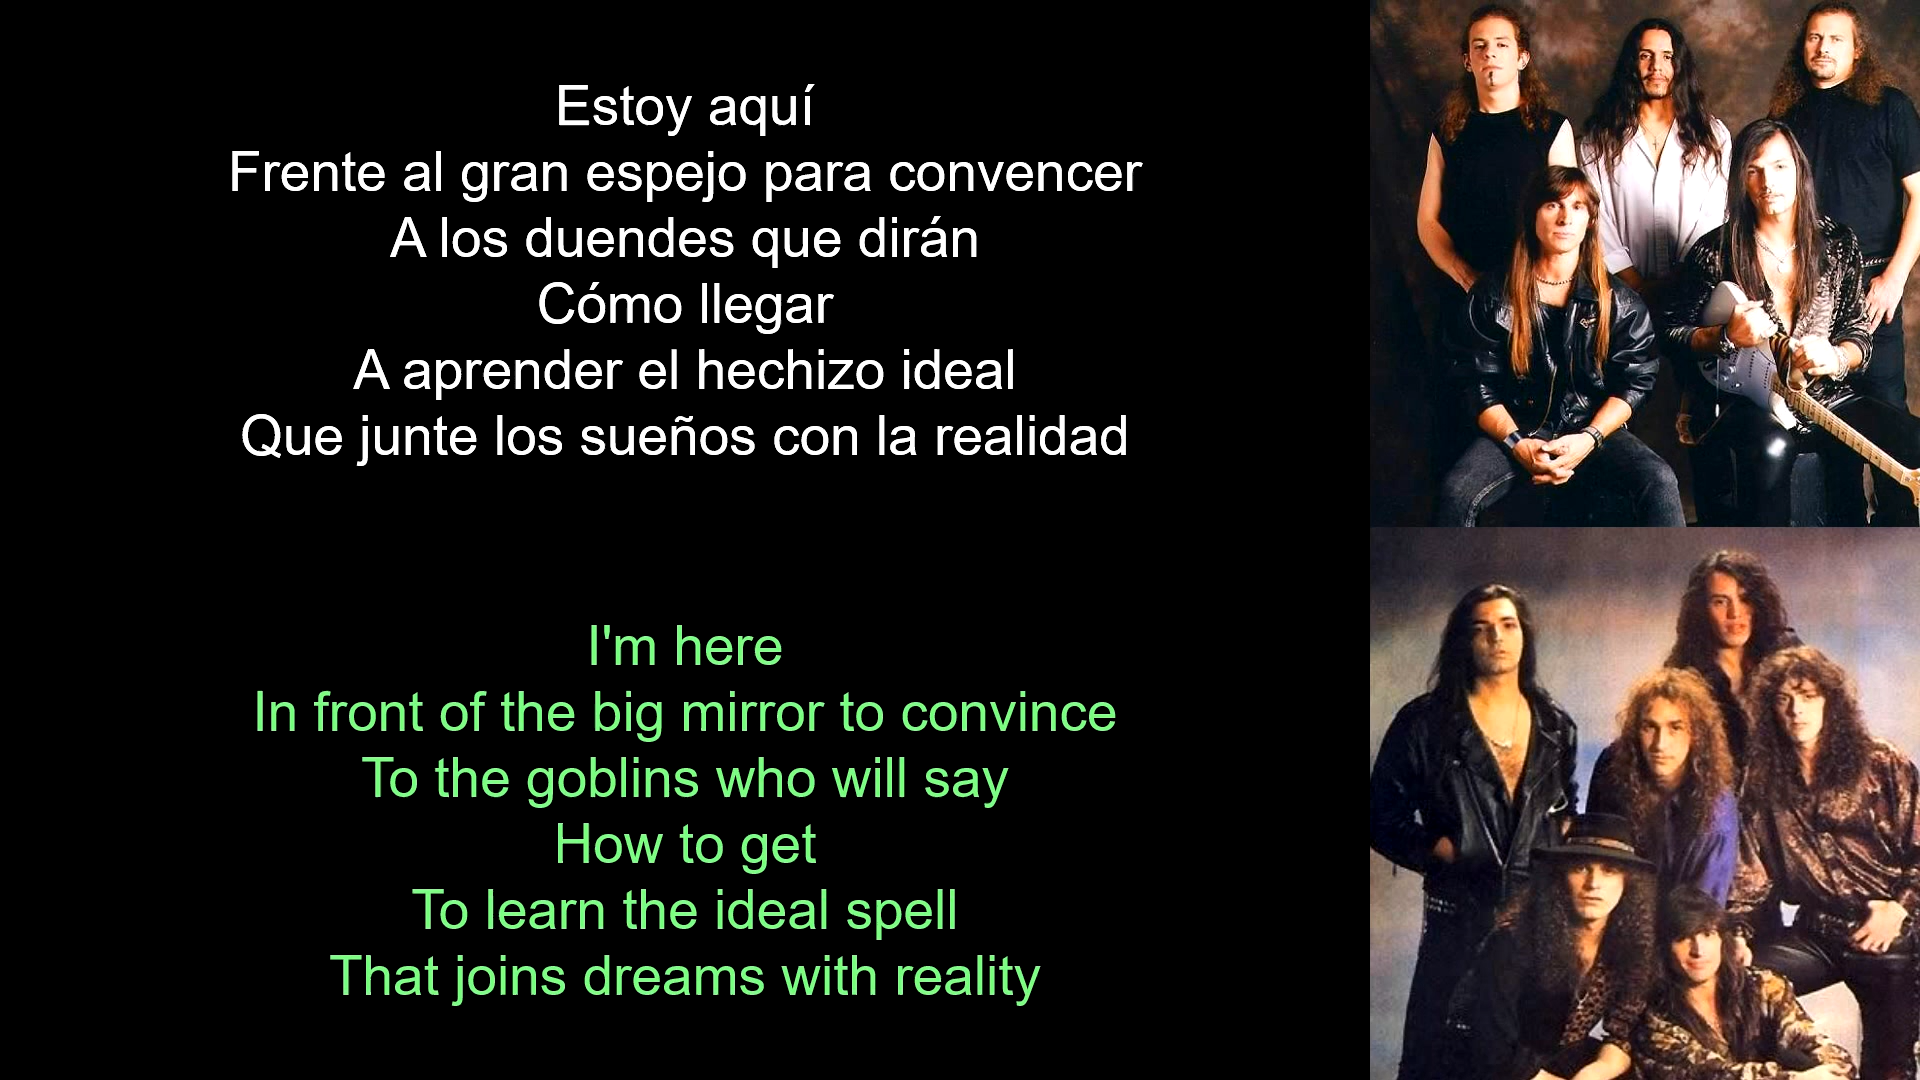 Estoy aquí
Frente al gran espejo para convencer
A los duendes que dirán
Cómo llegar
A aprender el hechizo ideal
Que junte los sueños con la realidad
I'm here
In front of the big mirror to convince
To the goblins who will say
How to get
To learn the ideal spell
That joins dreams with reality